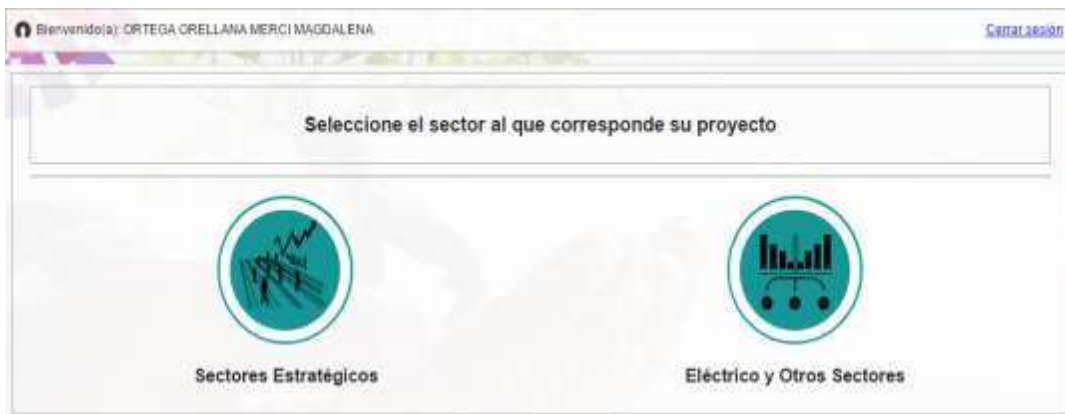 Bienvenido(a): ORTEGA ORELLANA MERCI MAGDALENA
Cerrar sesión
Seleccione el sector al que corresponde su proyecto
Sectores Estratégicos
Eléctrico y Otros Sectores